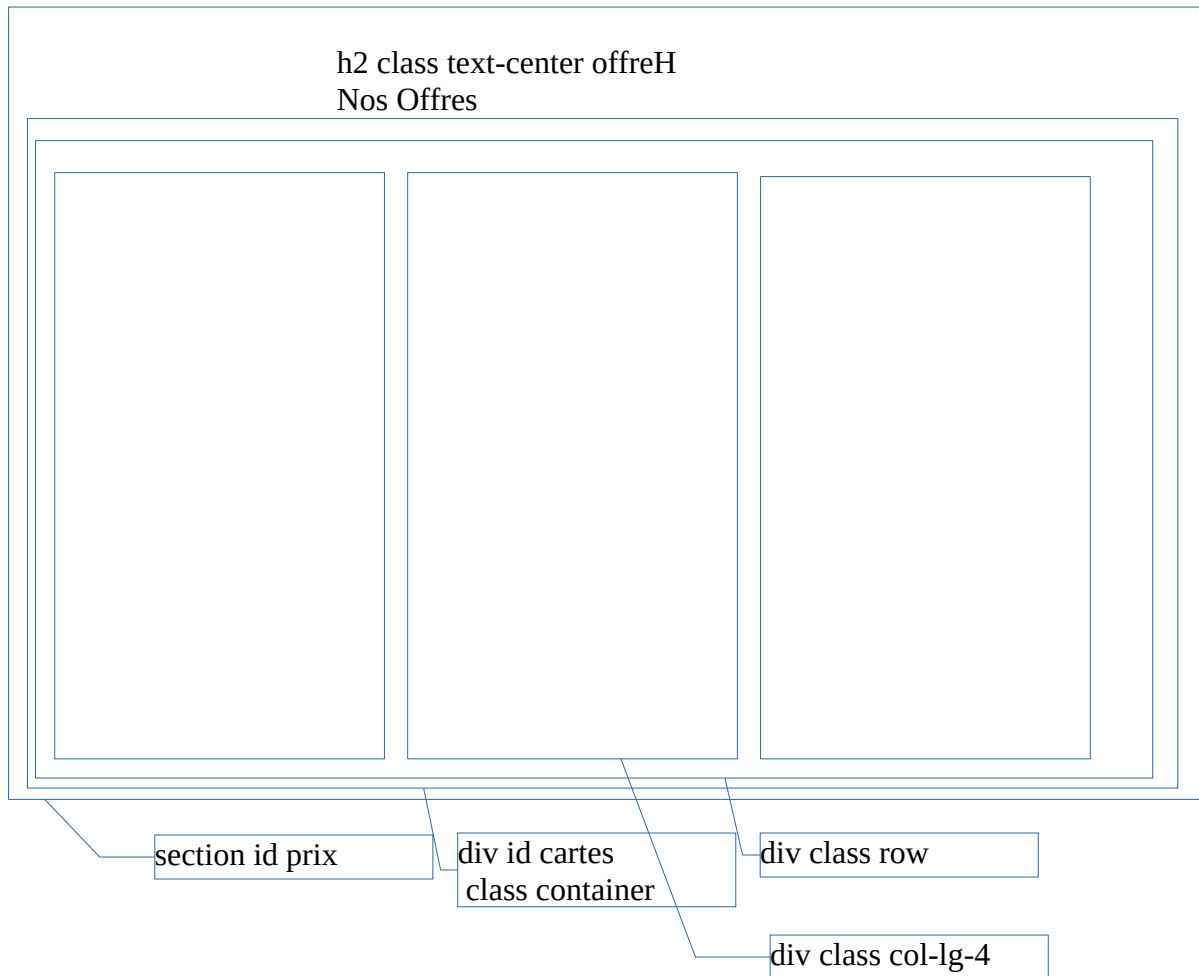 h2 class text-center offreH
Nos Offres
section id prix
div id cartes
class container
div class row
div class col-lg-4